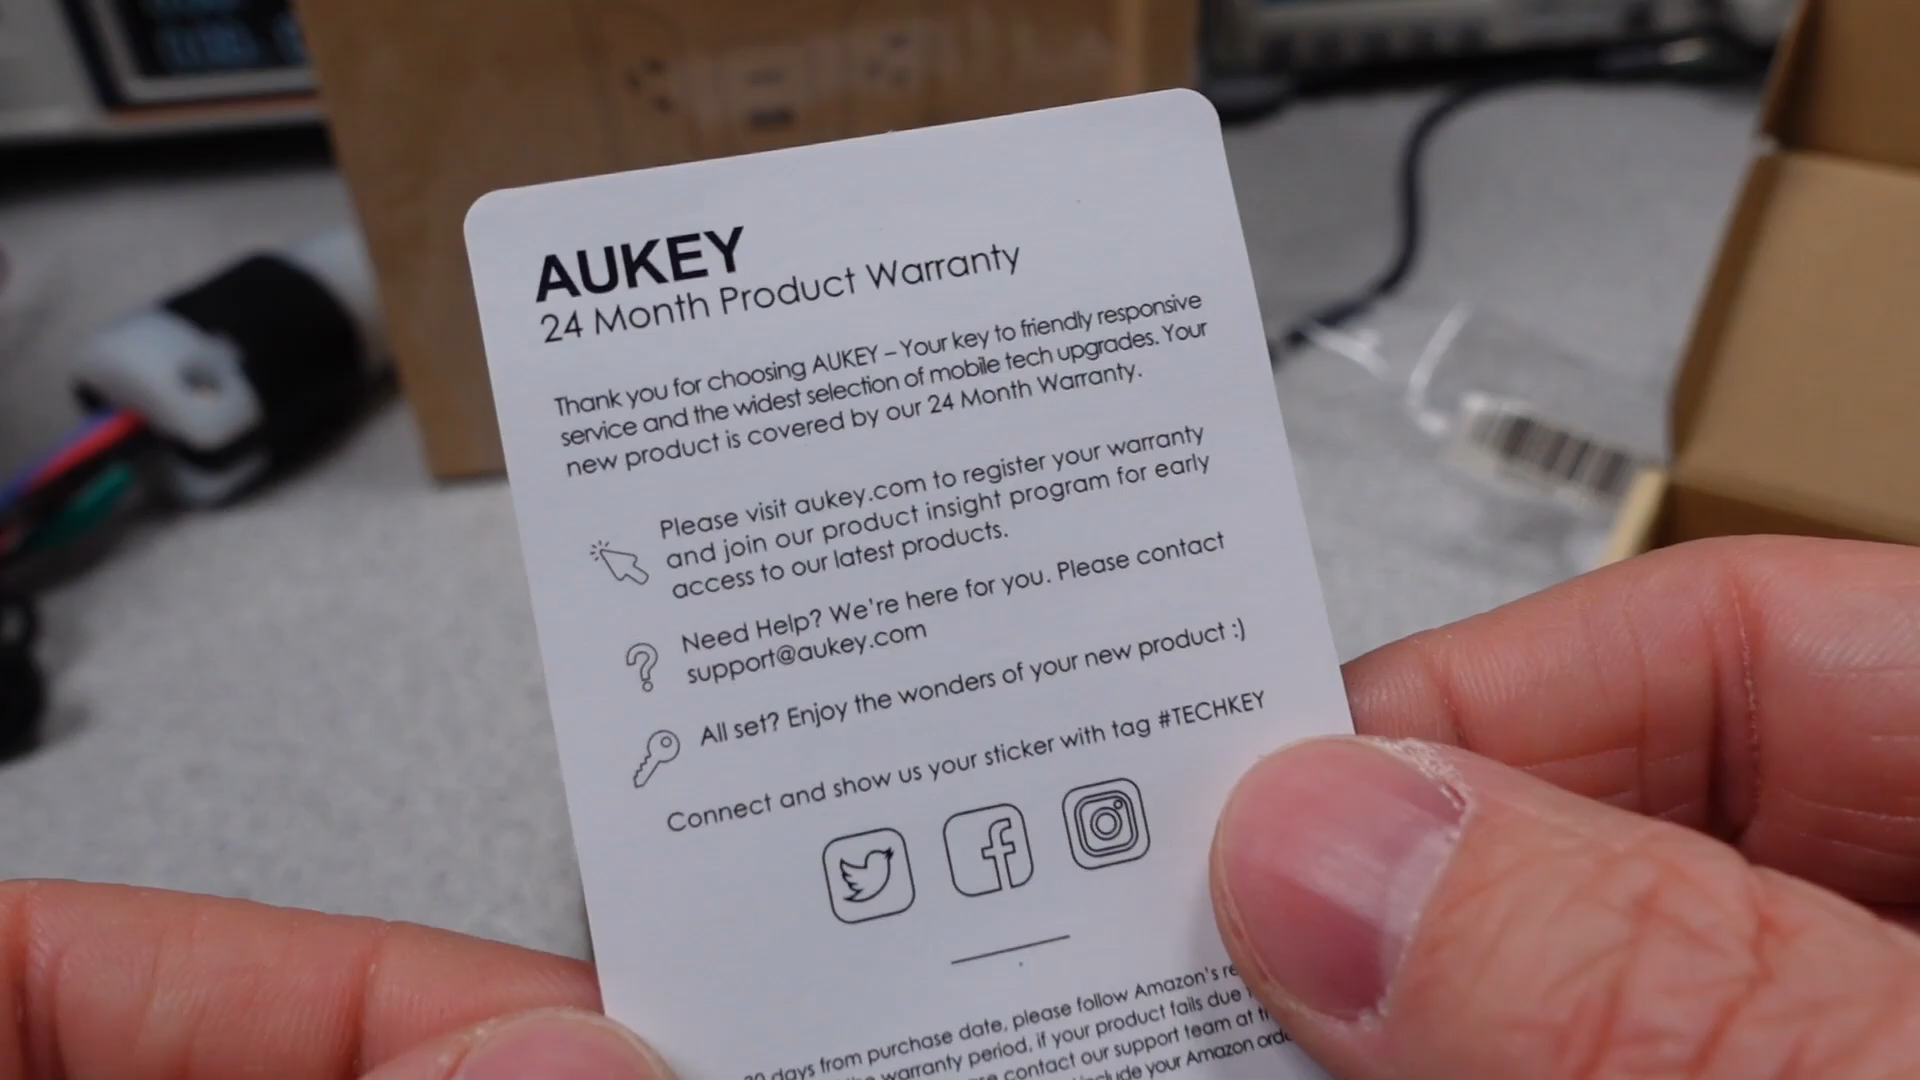 AUKEY
24 Month Product Warranty
Thank you for choosing AUKEY – Your key to friendly responsive
service and the widest selection of mobile tech upgrades. Your
new product is covered by our 24 Month Warranty.
Please visit aukey.com to register your warranty
and join our product insight program for early
access to our latest products.
Need Help? We're here for you. Please contact
support@aukey.com
All set? Enjoy the wonders of your new product :)
Connect and show us your sticker with tag #TECHKEY
days from purchase date, please follow Amazon's
warranty period, if your product fails due
contact our support team at
include your Amazon